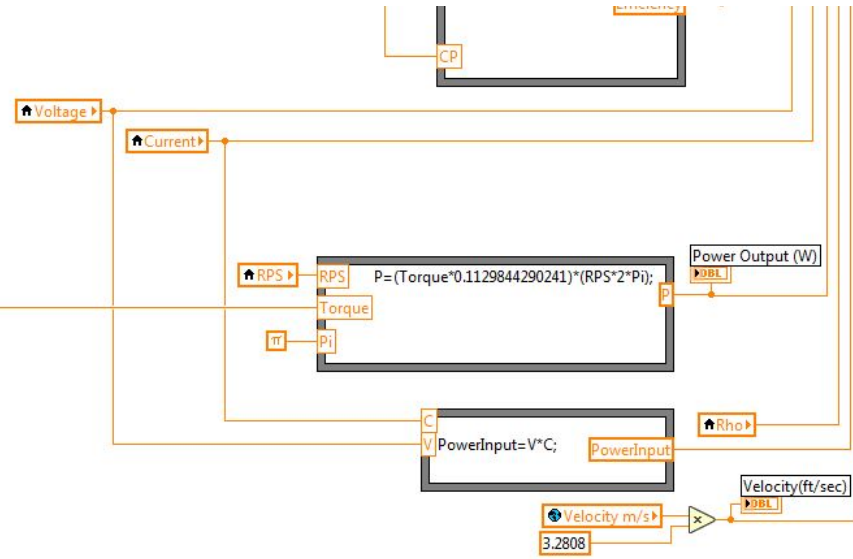 Efficiency
CP
Voltage
Current
Power Output (W)
DBL
RPS
RPS
P=(Torque*0.1129844290241)*(RPS*2*Pi);
P
Torque
π
Pi
C
Rho
V
PowerInput=V*C;
PowerInput
Velocity(ft/sec)
DBL
Velocity m/s
×
3.2808